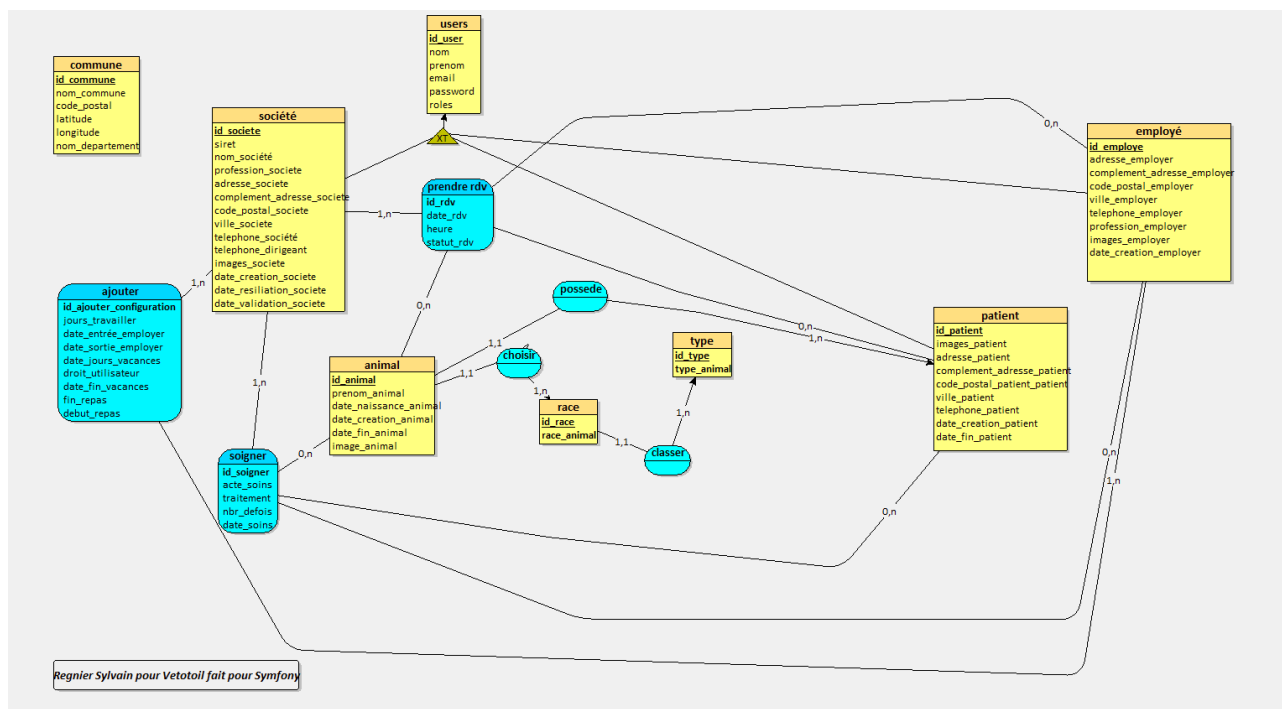 users
id_user
nom
prenom
email
password
roles
commune
id_commune
nom_commune
code_postal
latitude
longitude
nom_departement
société
id_societe
siret
nom_société
profession_societe
adresse_societe
complement_adresse_societe
code_postal_societe
ville_societe
telephone_société
telephone_dirigeant
images_societe
date_creation_societe
date_resiliation_societe
date_validation_societe
XT
prendre rdv
id_rdv
date_rdv
heure
statut_rdv
employé
id_employe
adresse_employer
complement_adresse_employer
code_postal_employer
ville_employer
telephone_employer
profession_employer
images_employer
date_creation_employer
0,n
1,n
1,n
ajouter
id_ajouter_configuration
jours_travailler
date_entrée_employer
date_sortie_employer
date_jours_vacances
droit_utilisateur
date_fin_vacances
fin_repas
debut_repas
possede
0,n
0,n
1,n
patient
id_patient
images_patient
adresse_patient
complement_adresse_patient
code_postal_patient_patient
ville_patient
telephone_patient
date_creation_patient
date_fin_patient
type
id_type
type_animal
choisir
1,1
1,1
animal
id_animal
prenom_animal
date_naissance_animal
date_creation_animal
date_fin_animal
image_animal
1,n
1,n
1,n
race
id_race
race_animal
1,1
classer
0,n
soigner
id_soigner
acte_soins
traitement
nbr_defois
date_soins
0,n
0,n
1,n
Regnier Sylvain pour Vetotoil fait pour Symfony